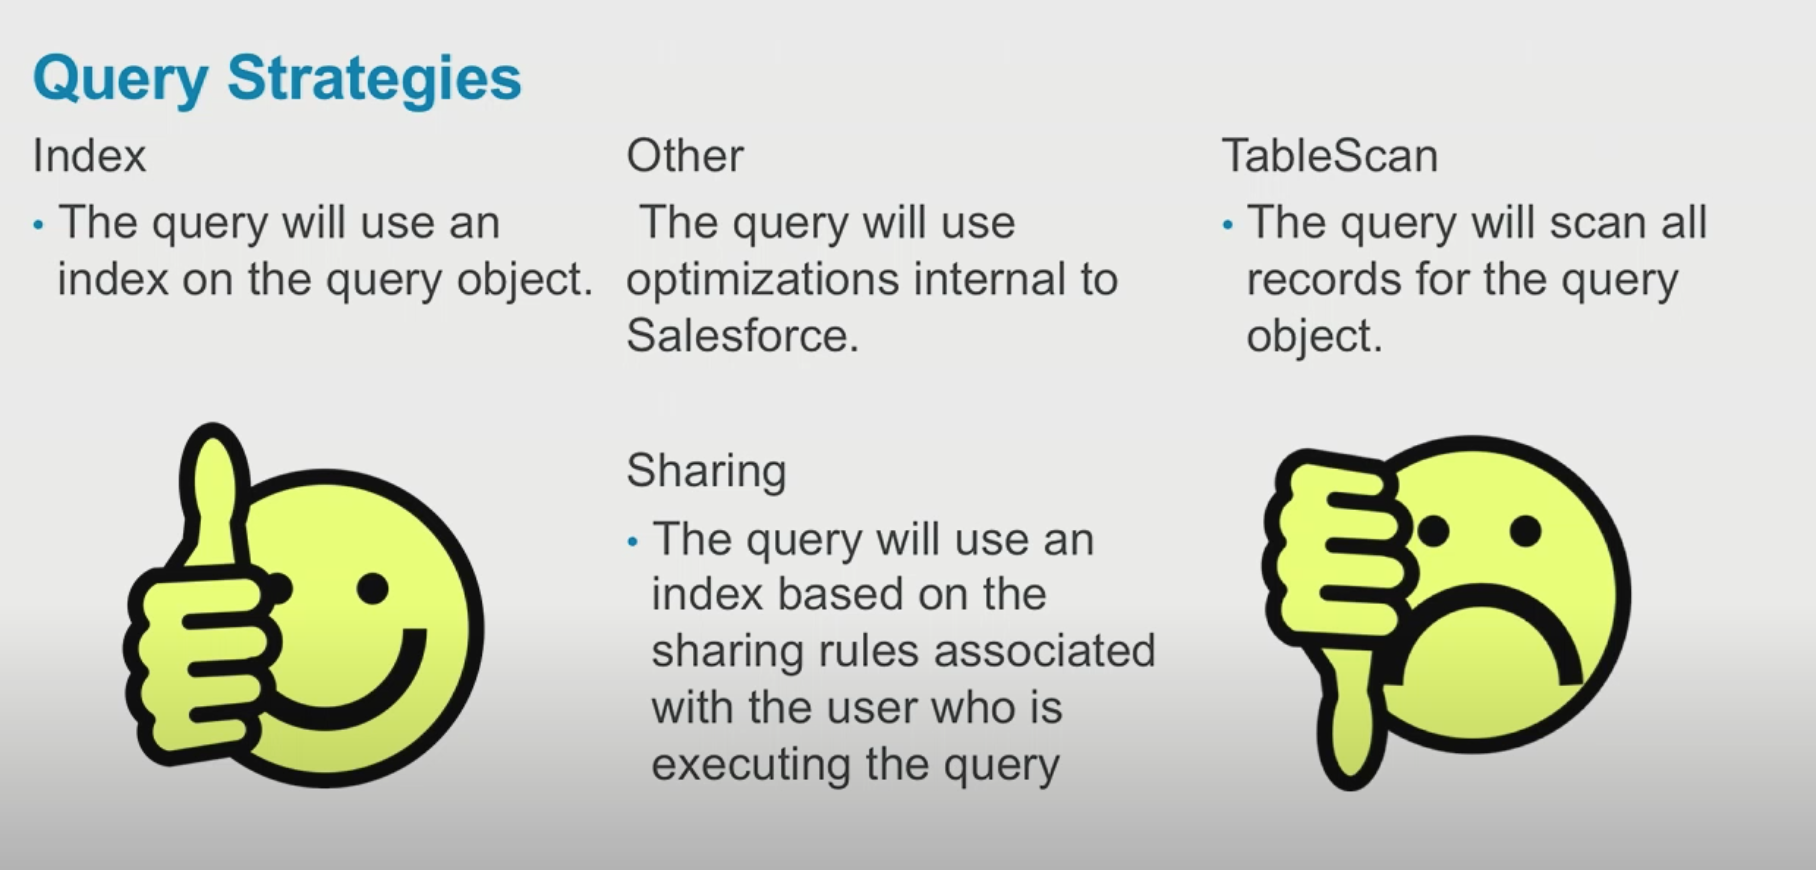 Query Strategies
Index
• The query will use an
index on the query object.
Other
The query will use
optimizations internal to
Salesforce.
Sharing
• The query will use an
index based on the
sharing rules associated
with the user who is
executing the query
TableScan
• The query will scan all
records for the query
object.